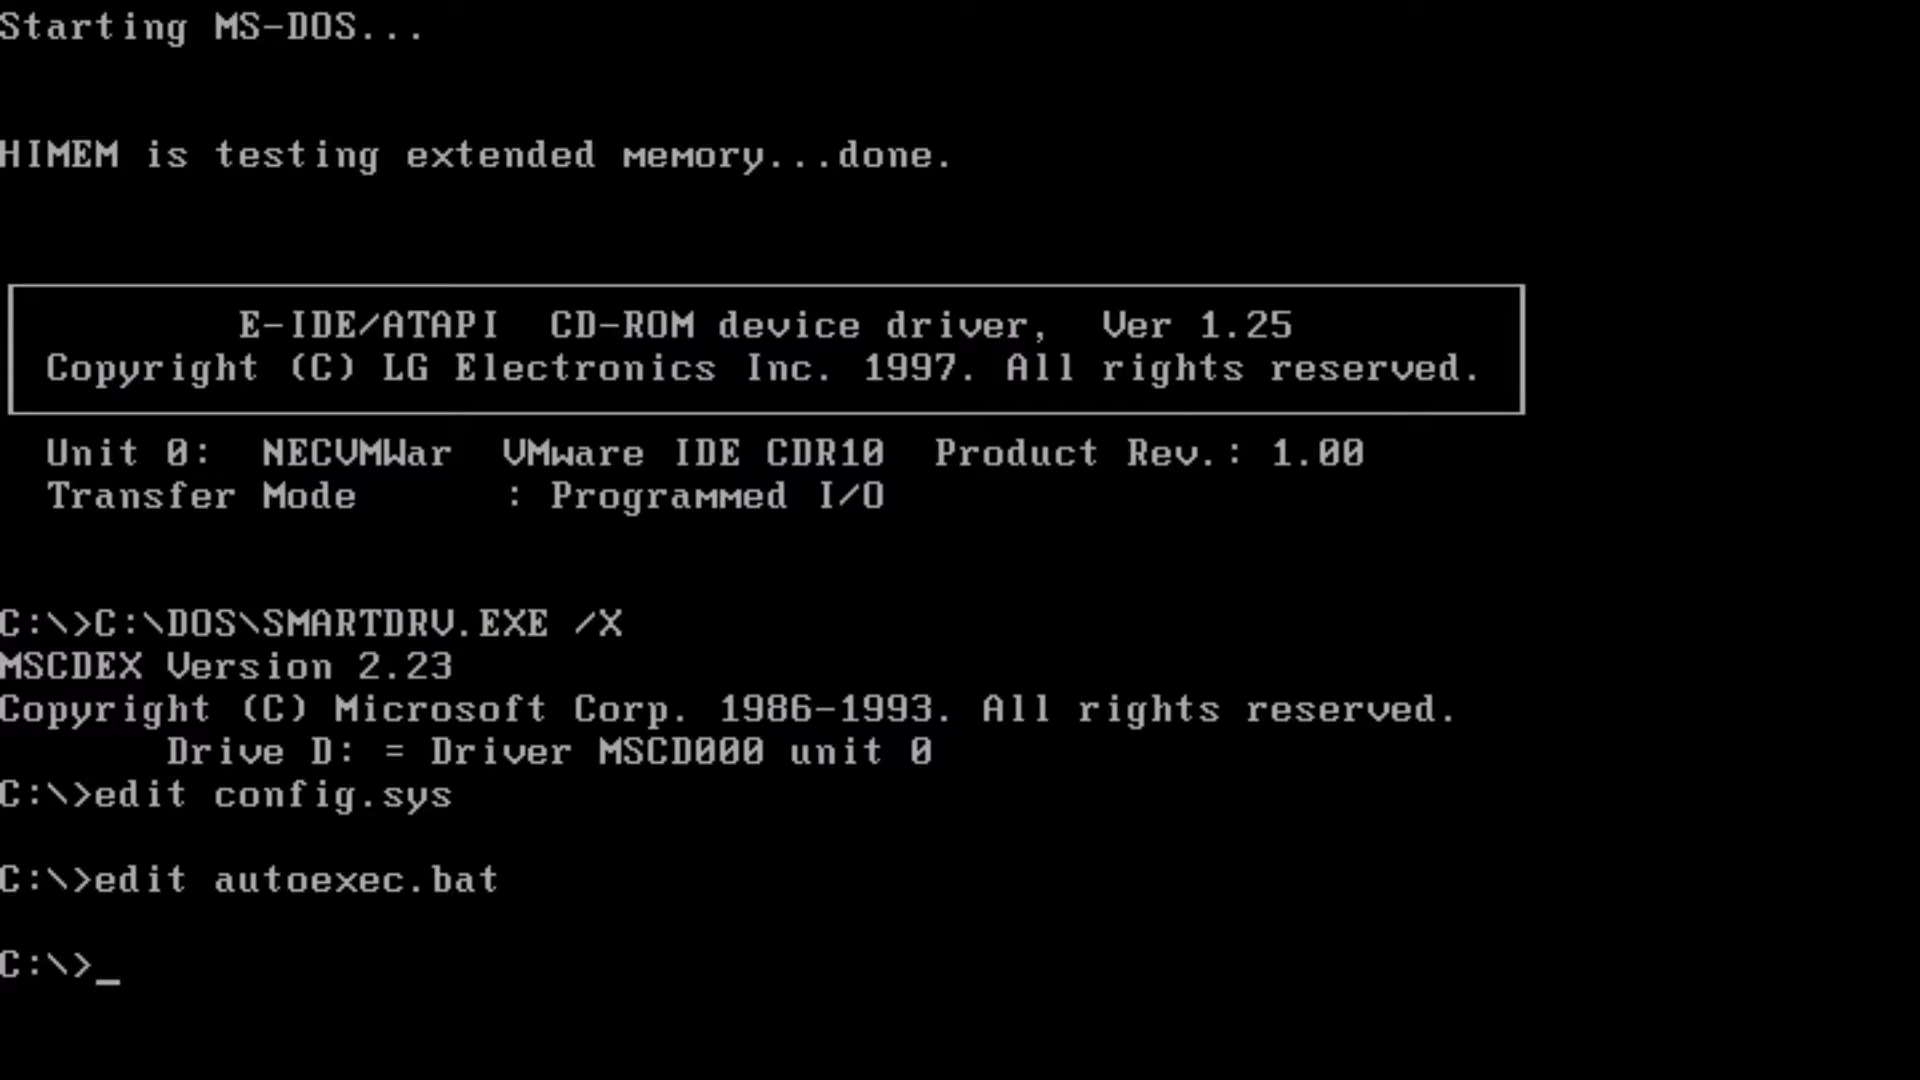 Starting MS-DOS...
HIMEM is testing extended memory...done.
E-IDE/ATAPI  CD-ROM device driver,  Ver 1.25
Copyright (C) LG Electronics Inc. 1997. All rights reserved.
Unit 0:  NECVMWar  VMware IDE CDR10  Product Rev.: 1.00
Transfer Mode      : Programmed I/O
C:\>C:\DOS\SMARTDRV.EXE /X
MSCDEX Version 2.23
Copyright (C) Microsoft Corp. 1986-1993. All rights reserved.
Drive D: = Driver MSCD000 unit 0
C:\>edit config.sys
C:\>edit autoexec.bat
C:\>_